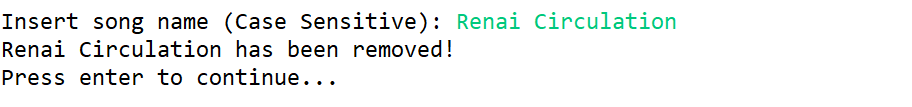 Insert song name (Case Sensitive): Renai Circulation
Renai Circulation has been removed!
Press enter to continue...